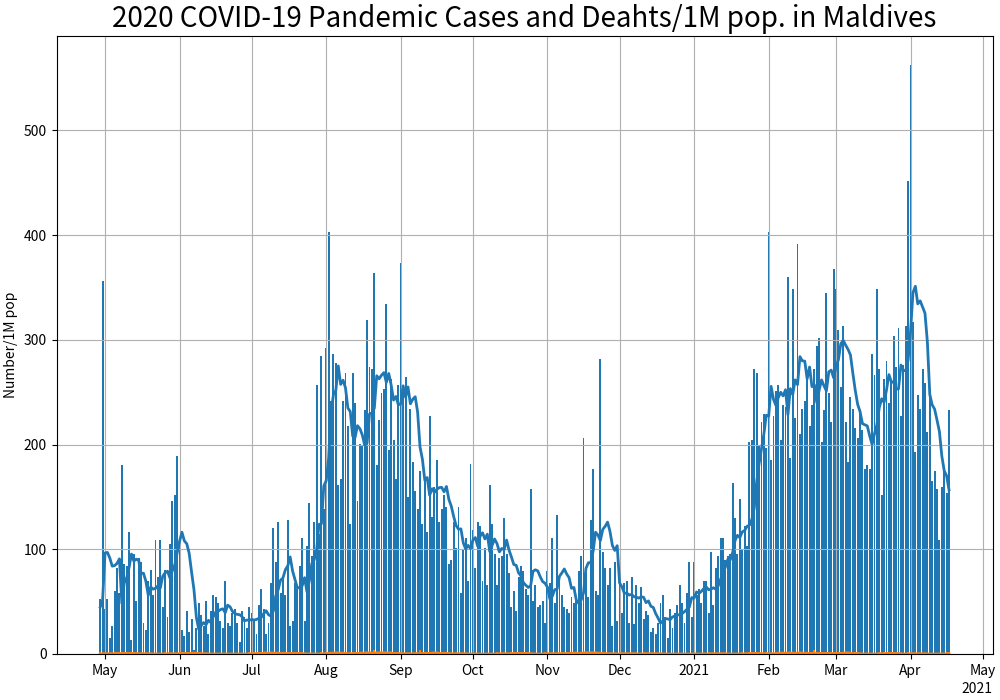 2020 COVID-19 Pandemic Cases and Deahts/1M pop. in Maldives
Number/1M pop
500
400
300
200
100
0
May Jun Jul Aug Sep Oct Nov Dec 2021 Feb Mar Apr May
2021